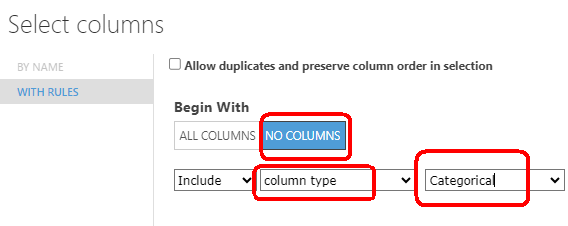 Select columns
BY NAME
WITH RULES
Allow duplicates and preserve column order in selection
Begin With
ALL COLUMNS NO COLUMNS
Include column type Categorical